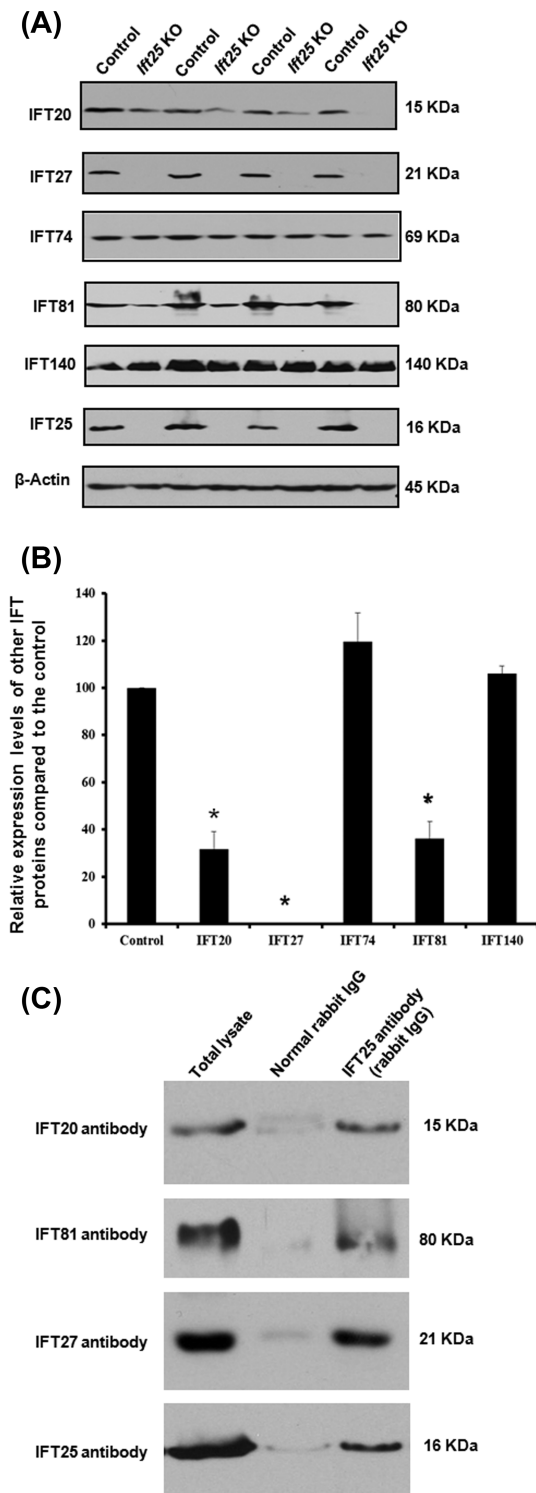 (A)
Control Ift25 KO Control Ift25 KO Control Ift25 KO Control Ift25 KO
IFT20 15 KDa
IFT27 21 KDa
IFT74 69 KDa
IFT81 80 KDa
IFT140 140 KDa
IFT25 16 KDa
β-Actin 45 KDa
(B)
Relative expression levels of other IFT
proteins compared to the control
140
120
100
80
60
40
20
0
* * *
Control IFT20 IFT27 IFT74 IFT81 IFT140
(C)
Total lysate Normal rabbit IgG IFT25 antibody
(rabbit IgG)
IFT20 antibody 15 KDa
IFT81 antibody 80 KDa
IFT27 antibody 21 KDa
IFT25 antibody 16 KDa